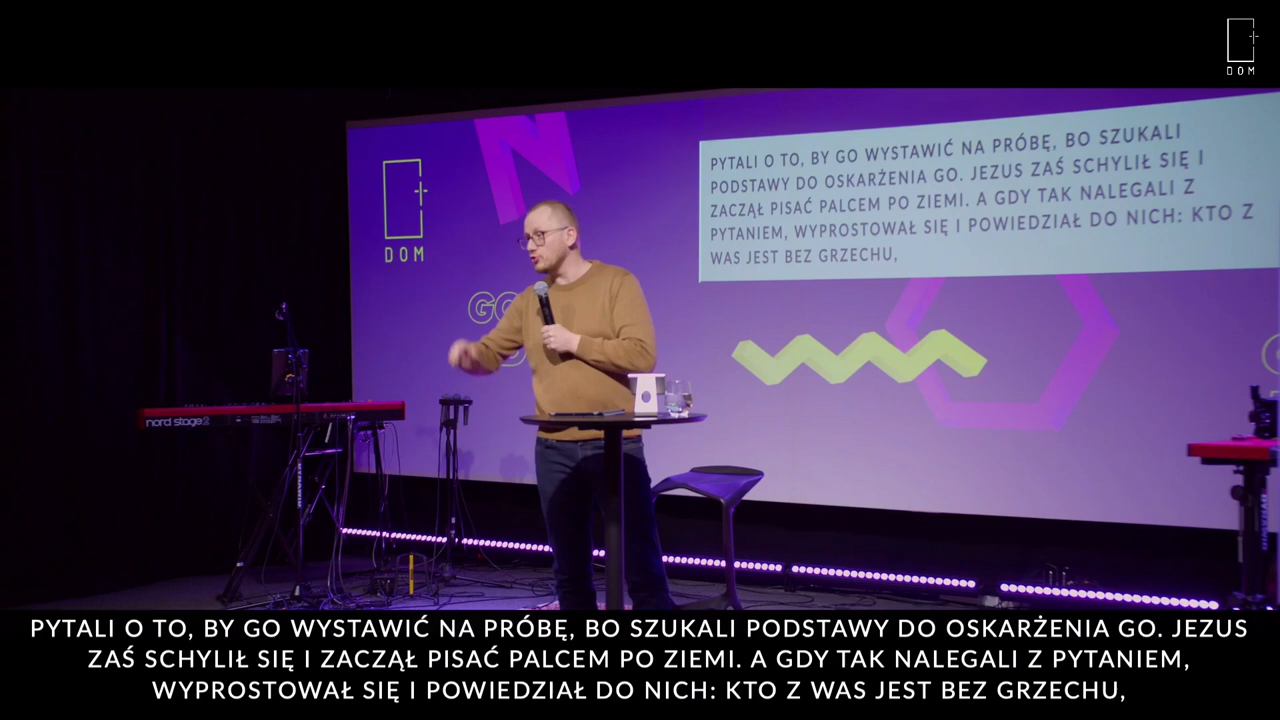 DOM
PYTALI O TO, BY GO WYSTAWIĆ NA PRÓBĘ, BO SZUKALI
PODSTAWY DO OSKARŻENIA GO. JEZUS ZAŚ SCHYLIŁ SIĘ I
ZACZĄŁ PISAĆ PALCEM PO ZIEMI. A GDY TAK NALEGALI Z
PYTANIEM, WYPROSTOWAŁ SIĘ I POWIEDZIAŁ DO NICH: KTO Z
WAS JEST BEZ GRZECHU,
DOM
nord stage 2
PYTALI O TO, BY GO WYSTAWIĆ NA PRÓBĘ, BO SZUKALI PODSTAWY DO OSKARŻENIA GO. JEZUS
ZAŚ SCHYLIŁ SIĘ I ZACZĄŁ PISAĆ PALCEM PO ZIEMI. A GDY TAK NALEGALI Z PYTANIEM,
WYPROSTOWAŁ SIĘ I POWIEDZIAŁ DO NICH: KTO Z WAS JEST BEZ GRZECHU,